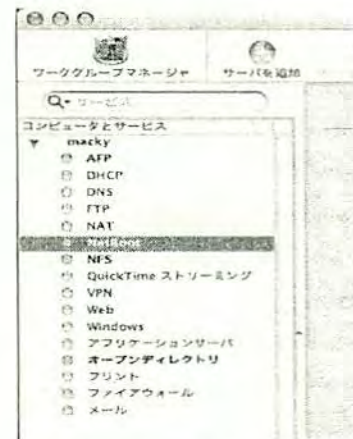 ワークグループマネージャ
サーバを追加
サービス
コンピュータとサービス
macky
AFP
DHCP
DNS
FTP
NAT
NetBoot
NFS
QuickTime ストリーミング
VPN
Web
Windows
アプリケーションサーバ
オープンディレクトリ
プリント
ファイアウォール
メール